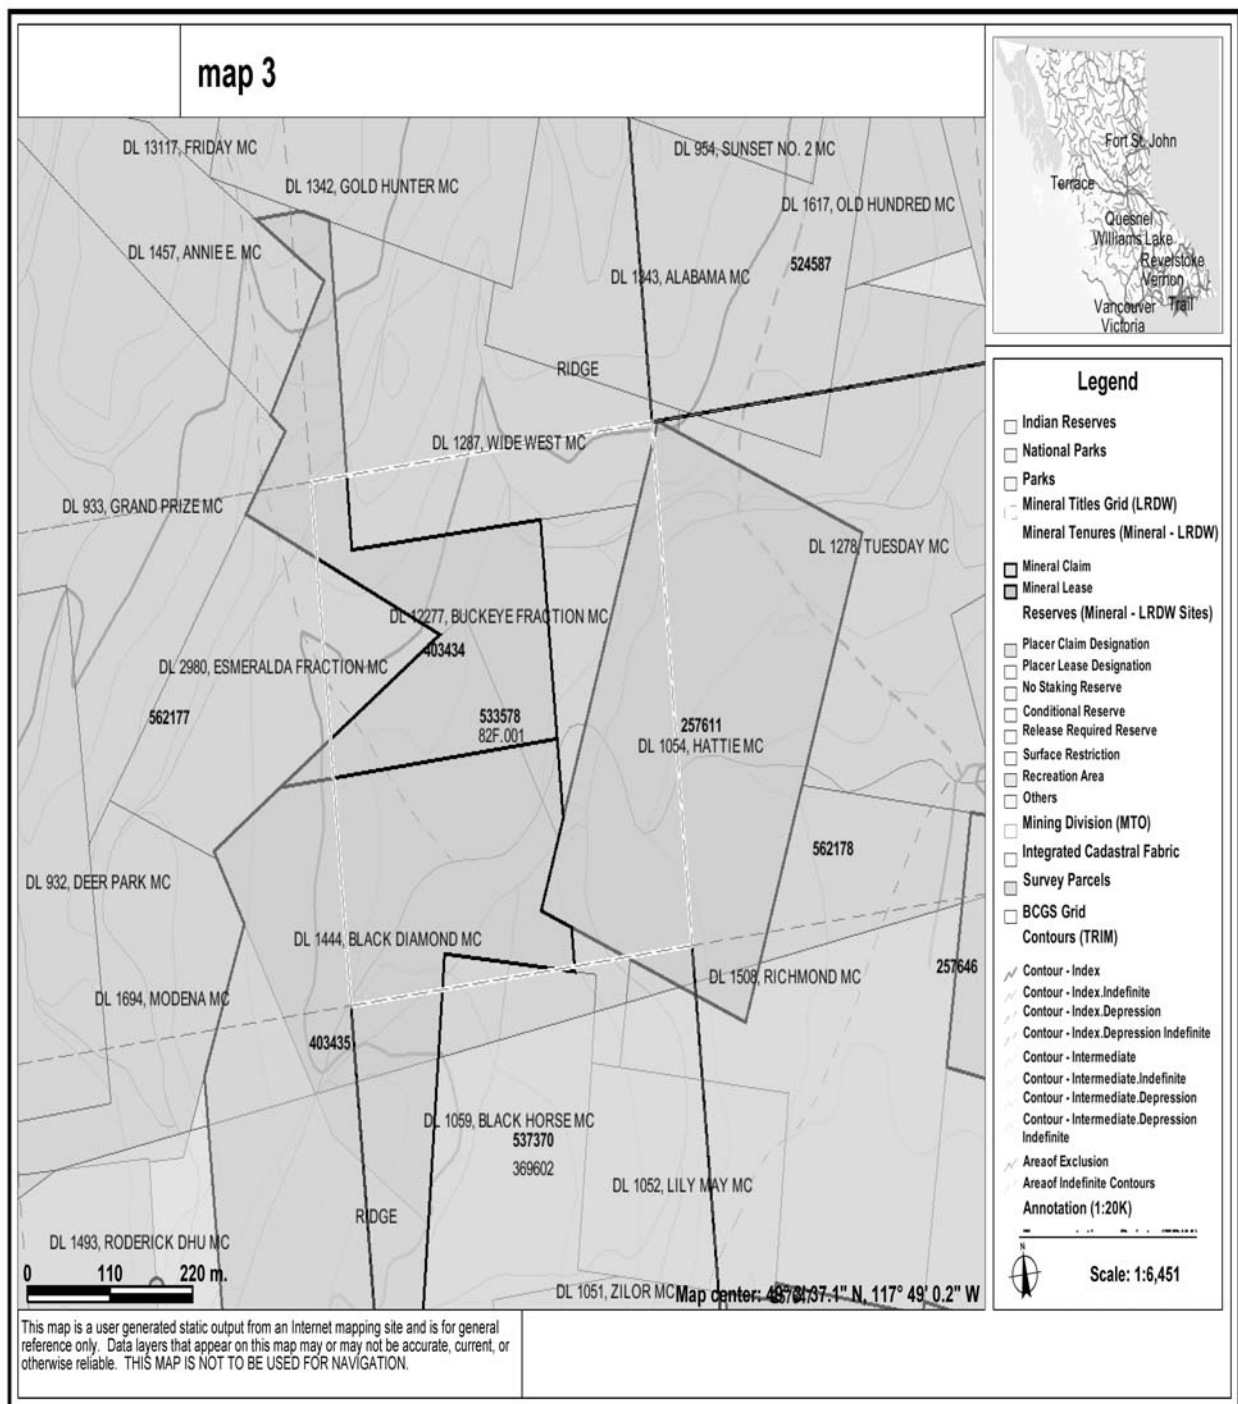 map 3
DL 13117, FRIDAY MC
DL 954, SUNSET NO. 2 MC
DL 1342, GOLD HUNTER MC
DL 1617, OLD HUNDRED MC
DL 1457, ANNIE E. MC
524587
DL 1343, ALABAMA MC
RIDGE
DL 1287, WIDE WEST MC
DL 933, GRAND PRIZE MC
DL 1278, TUESDAY MC
DL 12277, BUCKEYE FRACTION MC
403434
DL 2980, ESMERALDA FRACTION MC
562177
533578
82F.001
257611
DL 1054, HATTIE MC
562178
DL 932, DEER PARK MC
DL 1444, BLACK DIAMOND MC
257646
DL 1508, RICHMOND MC
DL 1694, MODENA MC
403435
DL 1059, BLACK HORSE MC
537370
369602
DL 1052, LILY MAY MC
RIDGE
DL 1493, RODERICK DHU MC
0 110 220 m.
DL 1051, ZILOR MC
Map center: 49° 3' 37.1" N, 117° 49' 0.2" W
Fort St. John
Terrace
Quesnel
Williams Lake
Revelstoke
Vernon
Vancouver
Trail
Victoria
Legend
Indian Reserves
National Parks
Parks
Mineral Titles Grid (LRDW)
Mineral Tenures (Mineral - LRDW)
Mineral Claim
Mineral Lease
Reserves (Mineral - LRDW Sites)
Placer Claim Designation
Placer Lease Designation
No Staking Reserve
Conditional Reserve
Release Required Reserve
Surface Restriction
Recreation Area
Others
Mining Division (MTO)
Integrated Cadastral Fabric
Survey Parcels
BCGS Grid
Contours (TRIM)
Contour - Index
Contour - Index.Indefinite
Contour - Index.Depression
Contour - Index.Depression Indefinite
Contour - Intermediate
Contour - Intermediate.Indefinite
Contour - Intermediate.Depression
Contour - Intermediate.Depression
Indefinite
Areaof Exclusion
Areaof Indefinite Contours
Annotation (1:20K)
N
Scale: 1:6,451
This map is a user generated static output from an Internet mapping site and is for general
reference only. Data layers that appear on this map may or may not be accurate, current, or
otherwise reliable. THIS MAP IS NOT TO BE USED FOR NAVIGATION.